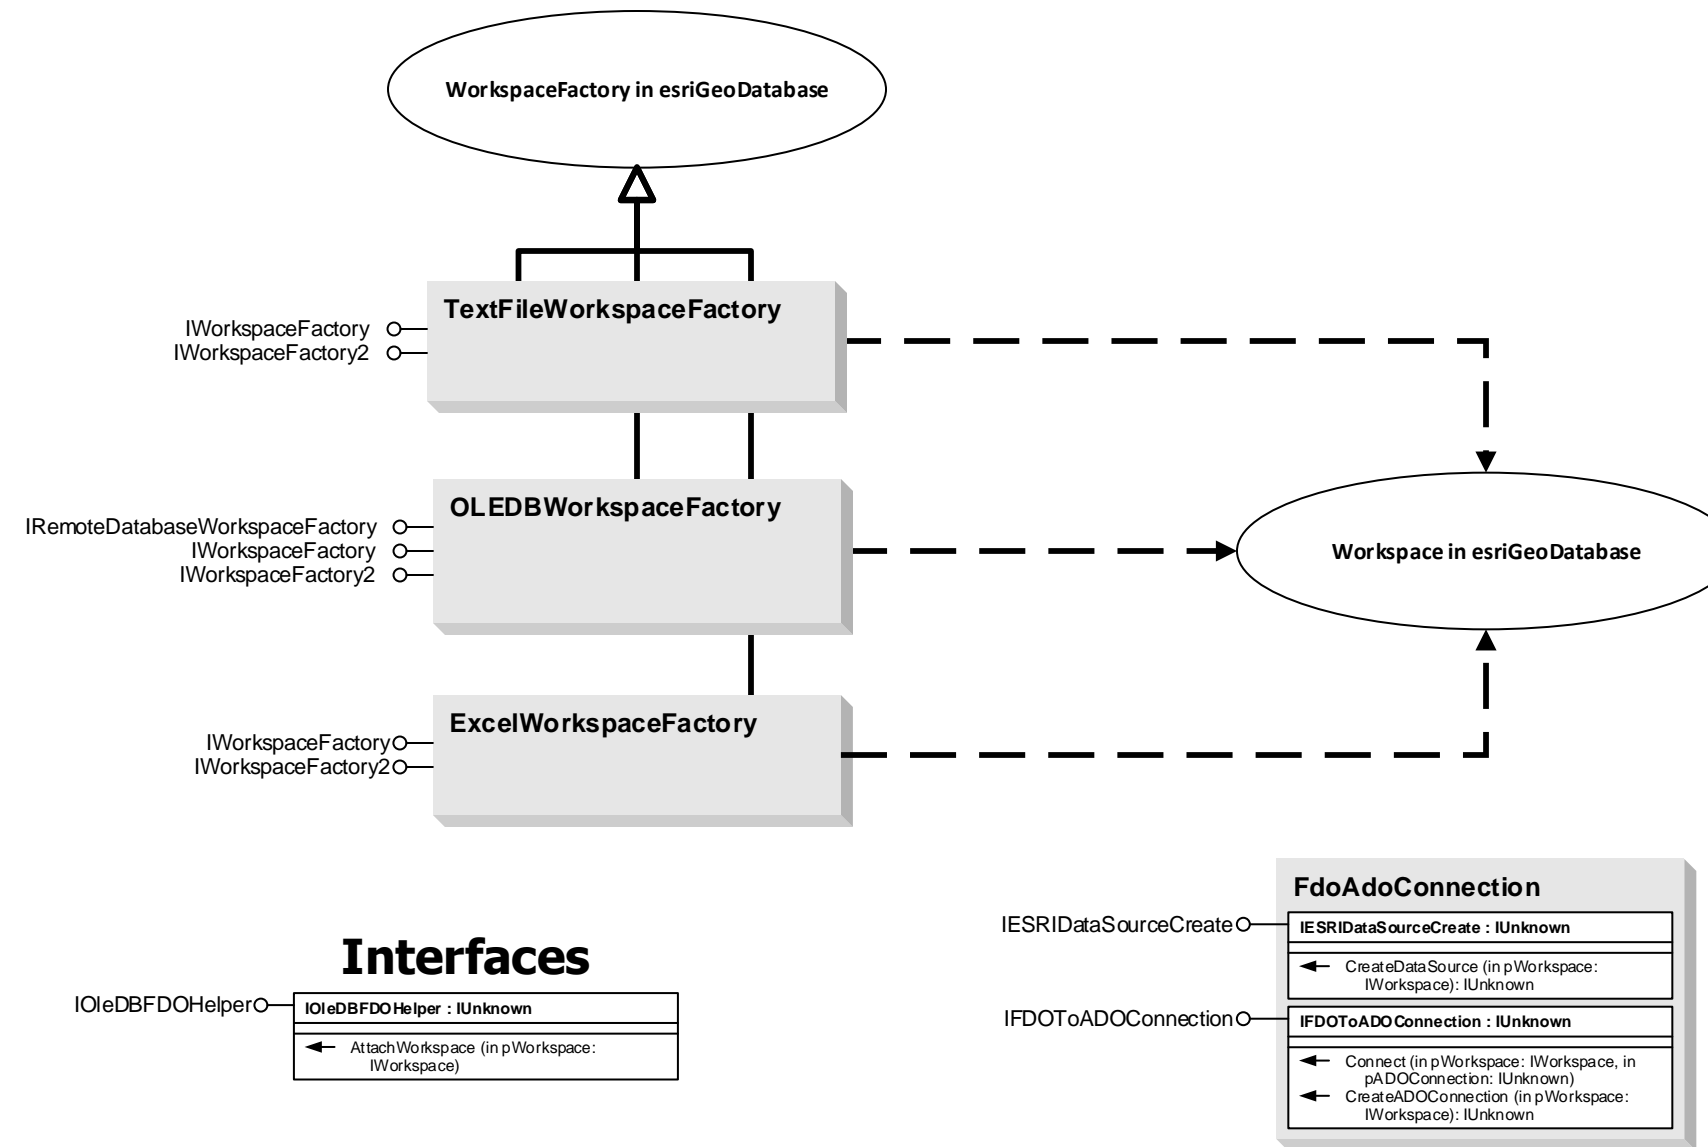 WorkspaceFactory in esriGeoDatabase
TextFileWorkspaceFactory
IWorkspaceFactory
IWorkspaceFactory2
OLEDBWorkspaceFactory
IRemoteDatabaseWorkspaceFactory
IWorkspaceFactory
IWorkspaceFactory2
Workspace in esriGeoDatabase
ExcelWorkspaceFactory
IWorkspaceFactory
IWorkspaceFactory2
Interfaces
IOleDBFDOHelper
IOleDBFDOHelper : IUnknown
AttachWorkspace (in pWorkspace:
IWorkspace)
FdoAdoConnection
IESRIDataSourceCreate
IESRIDataSourceCreate : IUnknown
CreateDataSource (in pWorkspace:
IWorkspace): IUnknown
IFDOToADOConnection
IFDOToADOConnection : IUnknown
Connect (in pWorkspace: IWorkspace, in
pADOConnection: IUnknown)
CreateADOConnection (in pWorkspace:
IWorkspace): IUnknown